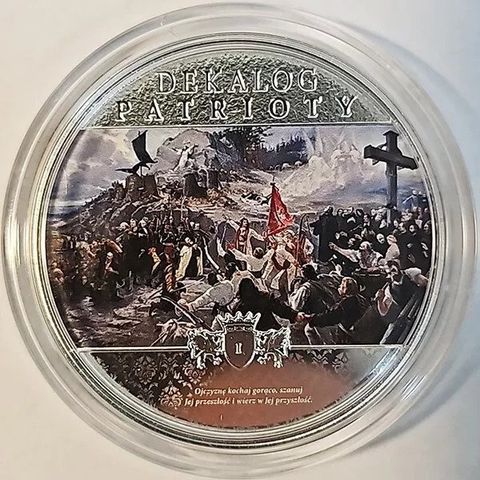 DEKALOG
PATRIOTY
I
Ojczyznę kochaj gorąco, szanuj
Jej przeszłość i wierz w Jej przyszłość.